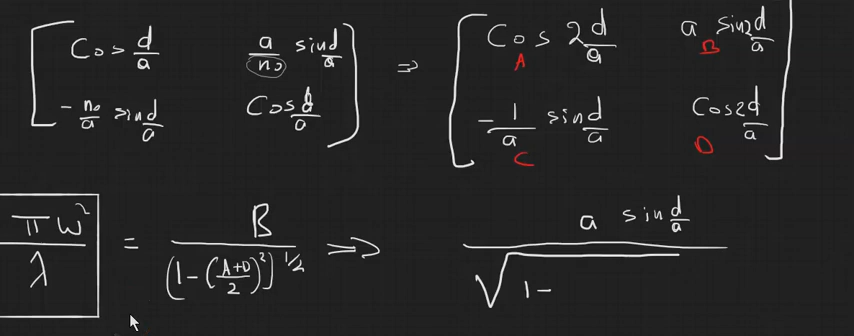 [ Cos d/a   a/n₀ sin d/a ] ⇒ [ Cos 2d/a   a sin 2d/a ]
A B
[ - n₀/a sin d/a   Cos d/a ] [ - 1/a sin d/a   Cos 2d/a ]
C D
πω²/λ = B/(1-((A+D)/2)²)^1/2 ⇒ a sin d/a / √1-